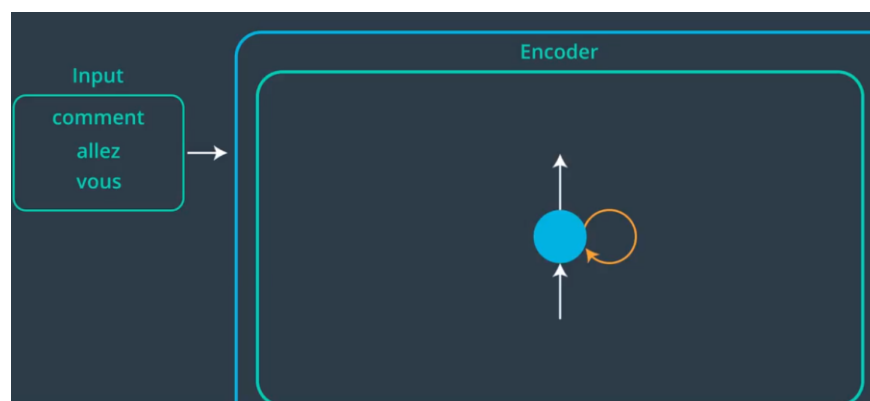 Encoder
Input
comment
allez
vous